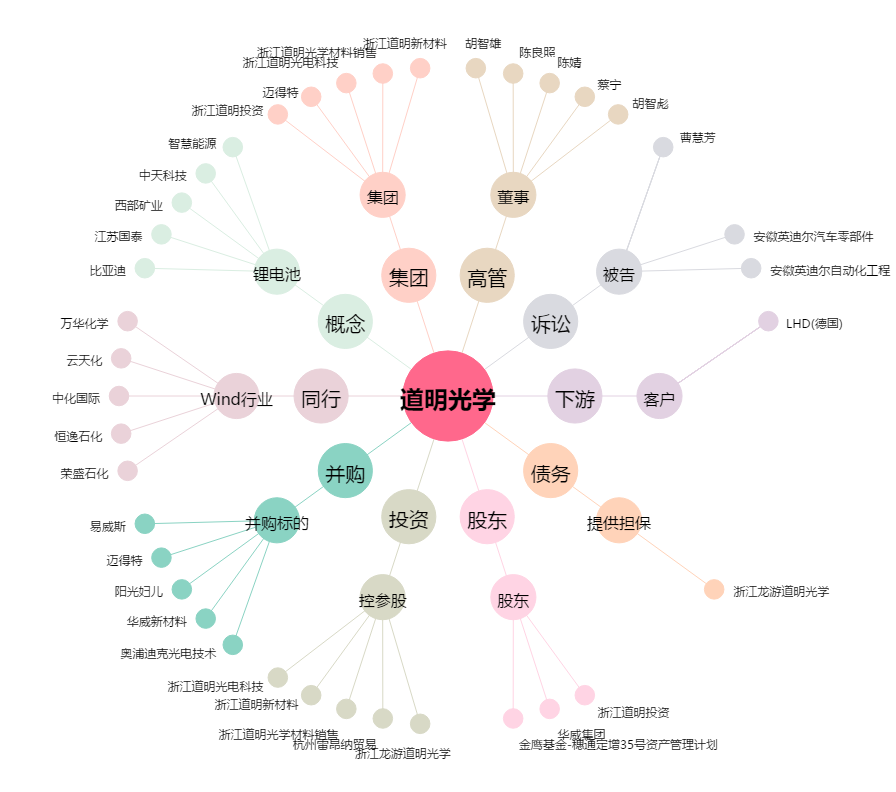 浙江道明新材料
浙江道明光学材料销售
浙江道明光电科技
迈得特
浙江道明投资
胡智雄
陈良照
陈婧
蔡宁
胡智彪
智慧能源
中天科技
西部矿业
江苏国泰
比亚迪
曹慧芳
安徽英迪尔汽车零部件
安徽英迪尔自动化工程
集团
董事
锂电池
被告
集团
高管
概念
诉讼
万华化学
云天化
中化国际
恒逸石化
荣盛石化
Wind行业
同行
道明光学
下游
客户
LHD(德国)
并购
债务
并购标的
投资
股东
提供担保
易威斯
迈得特
阳光妇儿
华威新材料
奥浦迪克光电技术
控参股
股东
浙江龙游道明光学
浙江道明光电科技
浙江道明新材料
浙江道明光学材料销售
杭州雷昂纳贸易
浙江龙游道明光学
浙江道明投资
华威集团
金鹰基金-穗通定增35号资产管理计划